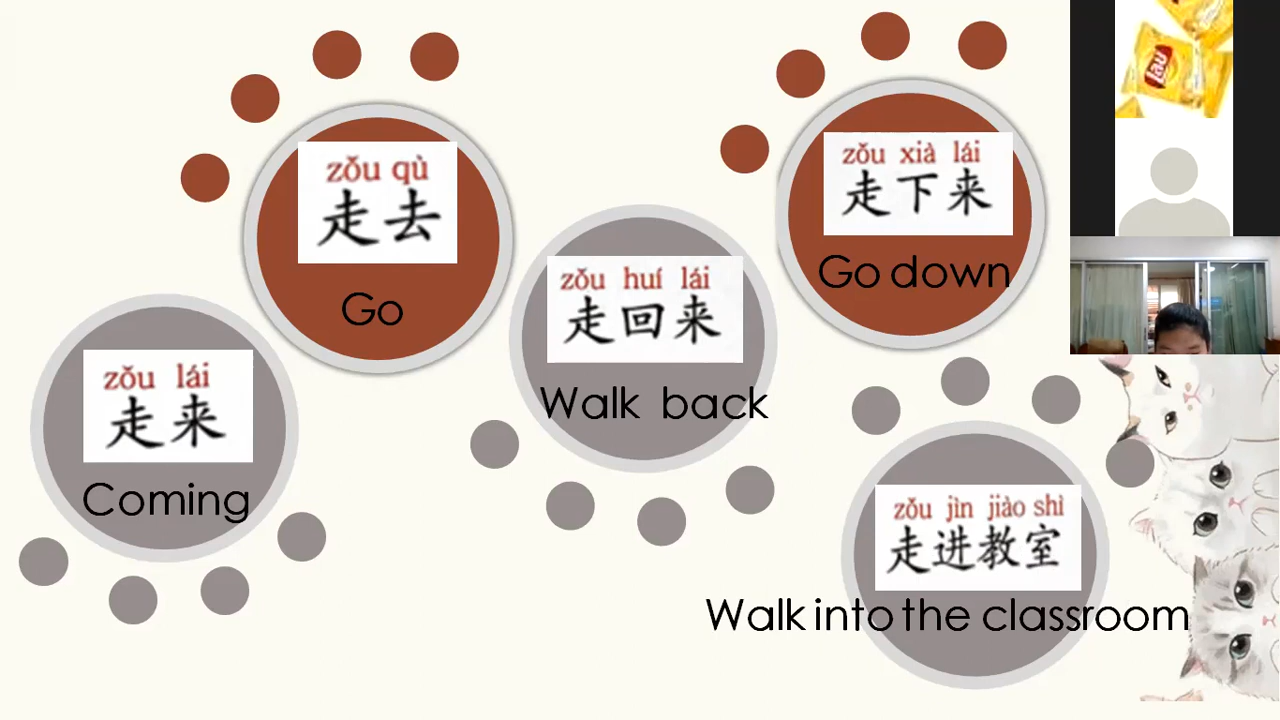 zǒu lái
走来
Coming
zǒu qù
走去
Go
zǒu huí lái
走回来
Walk back
zǒu xià lái
走下来
Go down
zǒu jìn jiào shì
走进教室
Walk into the classroom
Lay's